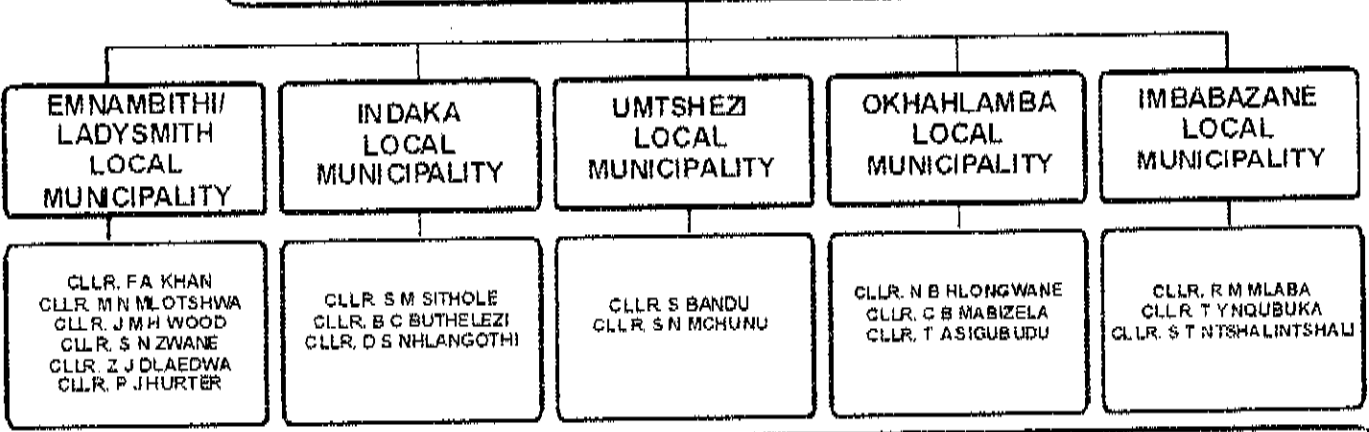 EMNAMBITHI/
LADYSMITH
LOCAL
MUNICIPALITY
INDAKA
LOCAL
MUNICIPALITY
UMTSHEZI
LOCAL
MUNICIPALITY
OKHAHLAMBA
LOCAL
MUNICIPALITY
IMBABAZANE
LOCAL
MUNICIPALITY
CLLR. F A KHAN
CLLR. M N MLOTSHWA
CLLR. J M H WOOD
CLLR. S N ZWANE
CLLR. Z J DLAEDWA
CLLR. P J HURTER
CLLR. S M SITHOLE
CLLR. B C BUTHELEZI
CLLR. D S NHLANGOTHI
CLLR. S BANDU
CLLR. S N MCHUNU
CLLR. N B HLONGWANE
CLLR. C B MABIZELA
CLLR. T A SIGUBUDU
CLLR. R M MLABA
CLLR. T Y NQUBUKA
CLLR. S T NTSHALINTSHALI